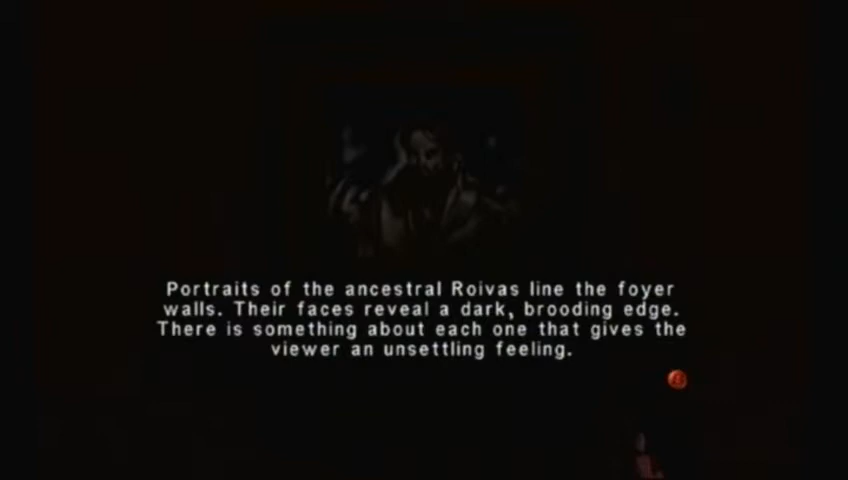 Portraits of the ancestral Roivas line the foyer
walls. Their faces reveal a dark, brooding edge.
There is something about each one that gives the
viewer an unsettling feeling.